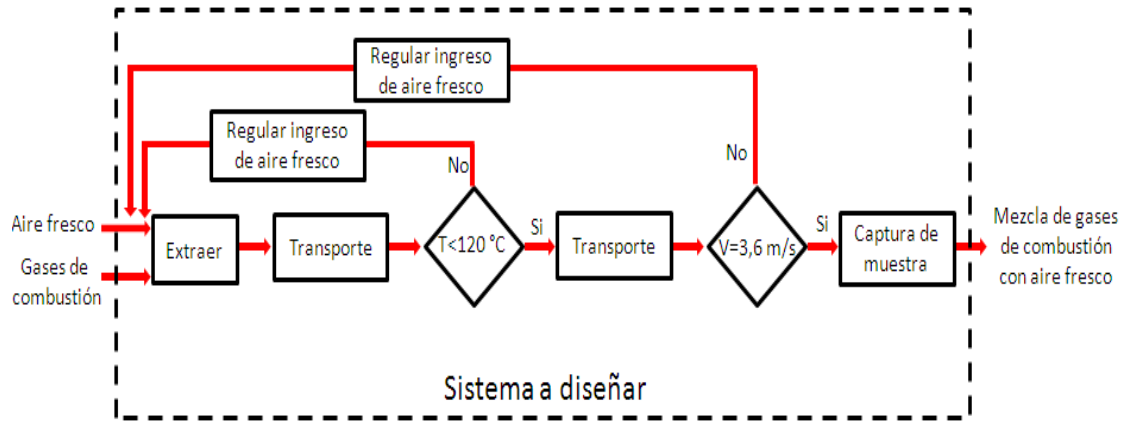 Regular ingreso
de aire fresco
Regular ingreso
de aire fresco
No
No
Aire fresco
Gases de
combustión
Extraer
Transporte
T<120 °C
Si
Transporte
V=3,6 m/s
Si
Captura de
muestra
Mezcla de gases
de combustión
con aire fresco
Sistema a diseñar